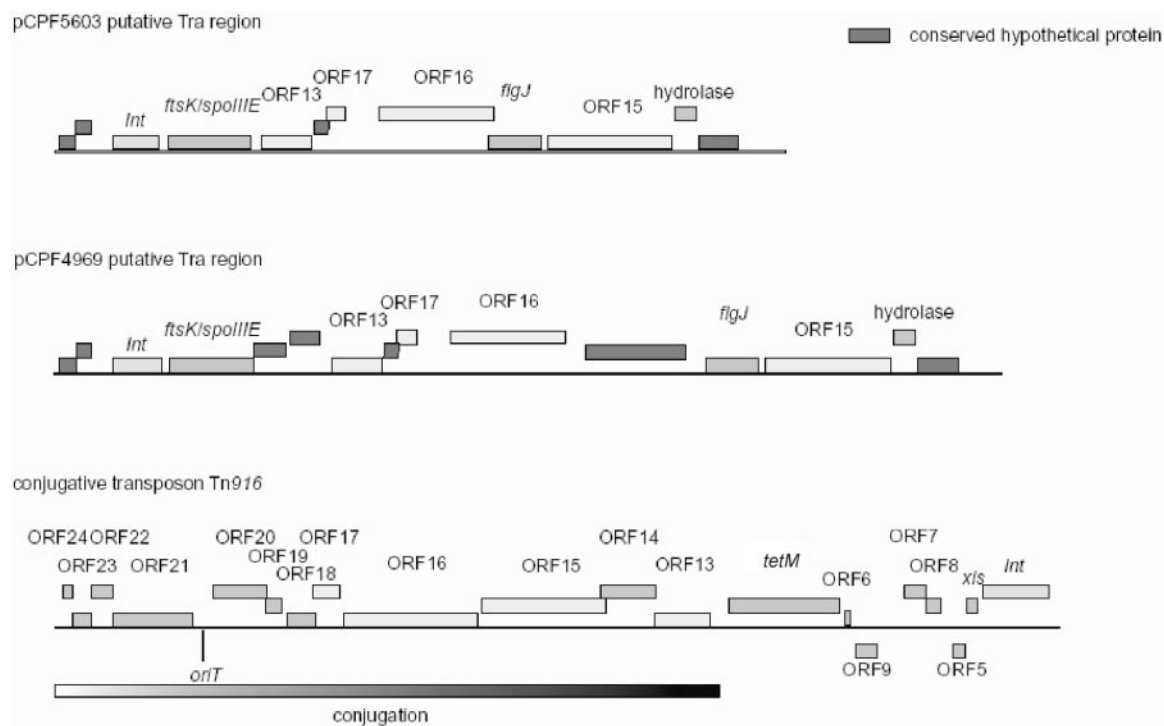 pCPF5603 putative Tra region
conserved hypothetical protein
Int ftsK/spoIIIE ORF13 ORF17 ORF16 flgJ ORF15 hydrolase
pCPF4969 putative Tra region
Int ftsK/spoIIIE ORF13 ORF17 ORF16 flgJ ORF15 hydrolase
conjugative transposon Tn916
ORF24 ORF22 ORF20 ORF17 ORF14 ORF7
ORF23 ORF21 ORF19 ORF18 ORF16 ORF15 ORF13 tetM ORF6 ORF8 xis Int
oriT ORF9 ORF5
conjugation